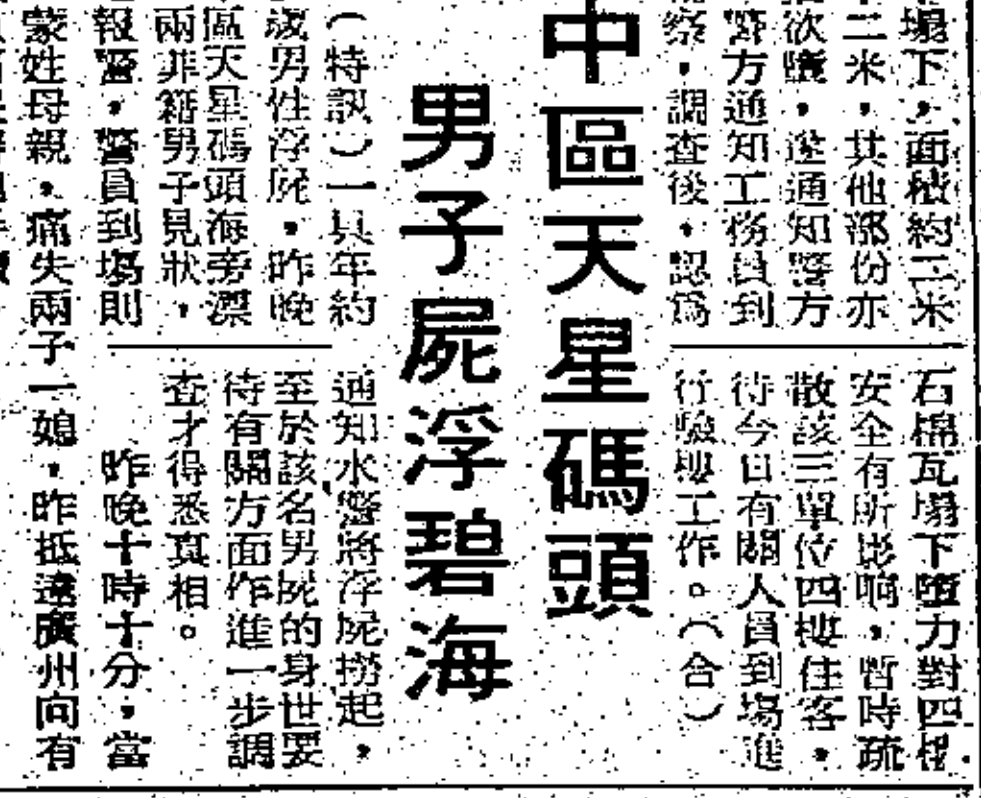 塌下，面積約二米
二米，其他部份亦
欲墮，遂通知警方
警方通知工務員到
察，調查後，認爲
石棉瓦塌下墮力對四樓
安全有所影响，暫時疏
散該三單位四樓住客，
待今日有關人員到場進
行驗樓工作。（合）
中區天星碼頭
男子屍浮碧海
（特訊）一具年約
歲男性浮屍，昨晚
區天星碼頭海旁漂
兩非籍男子見狀，
報警，警員到塲則
通知水警將浮屍撈起，
至於該名男屍的身世要
待有關方面作進一步調
查才得悉真相。
昨晚十時十分，當
蒙姓母親，痛失兩子一媳，昨抵達廣州向有